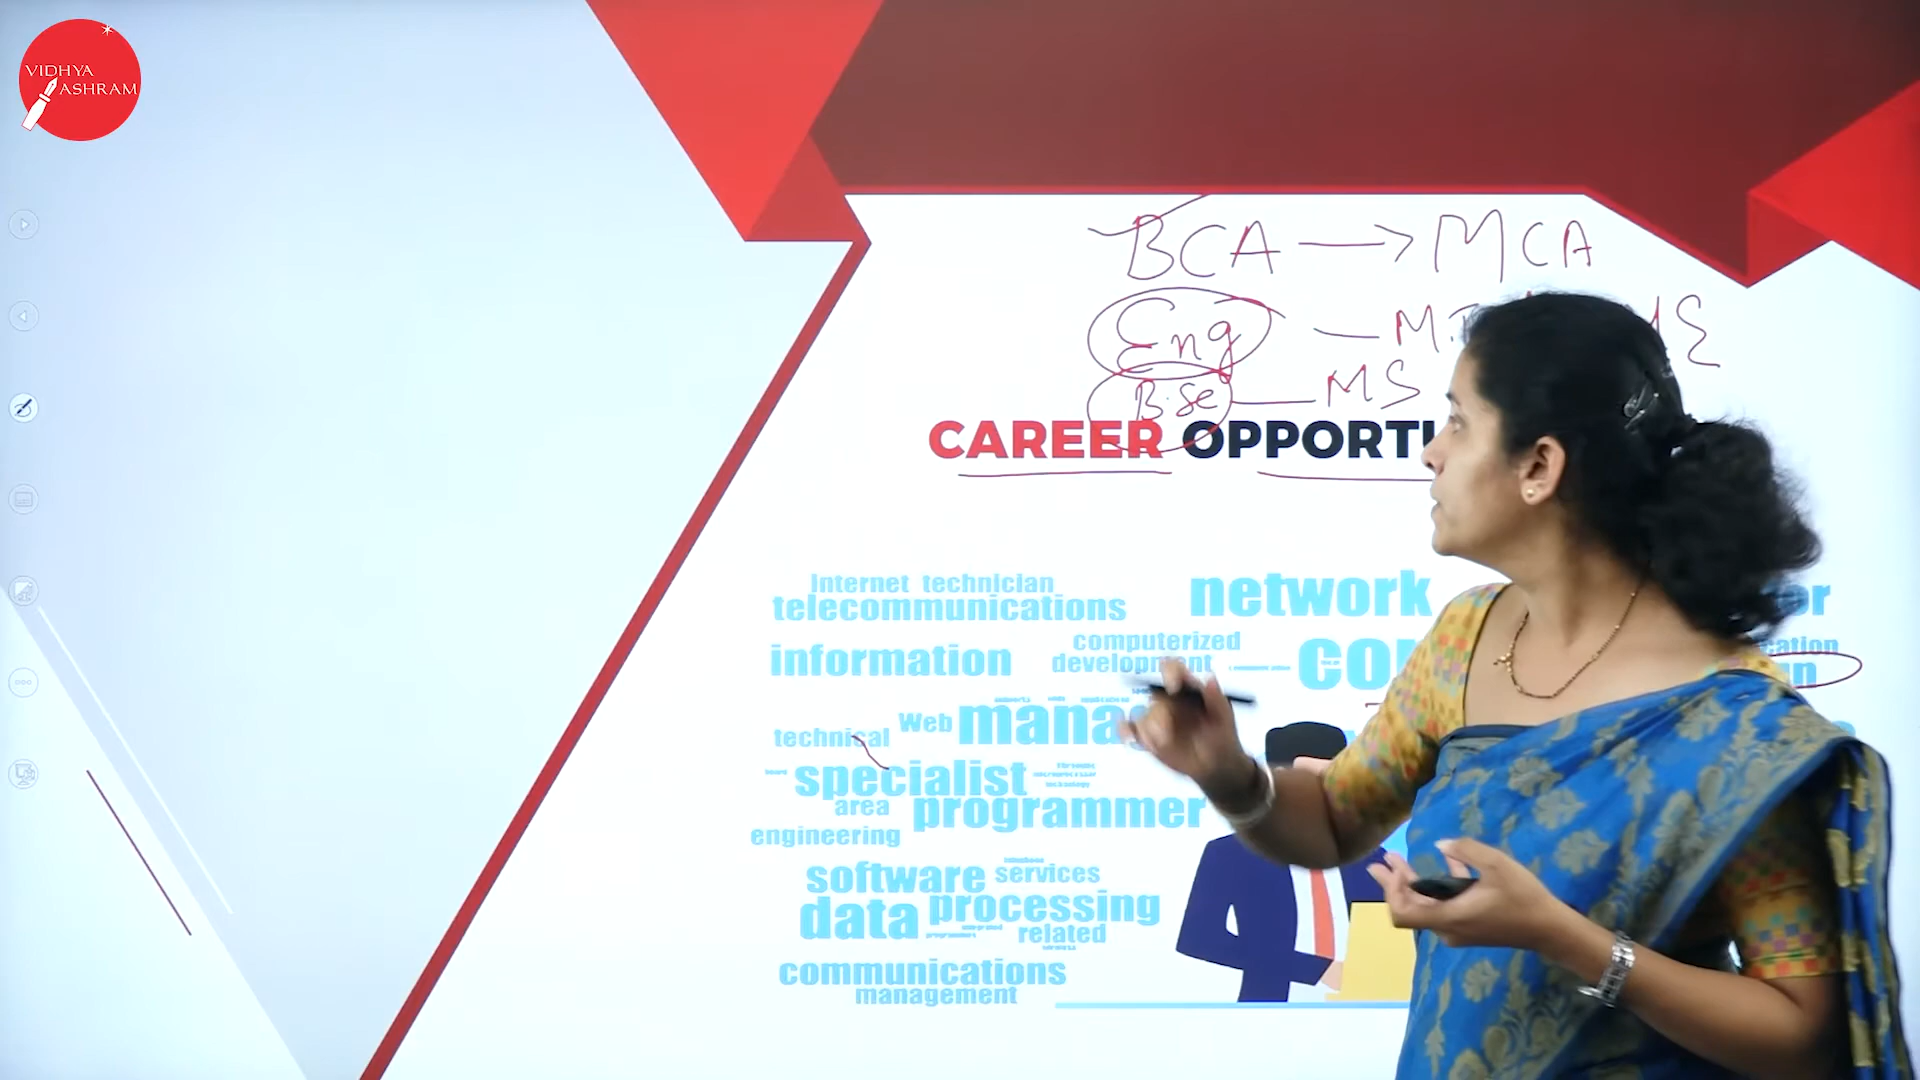 VIDHYA
ASHRAM
BCA → MCA
Eng — M.
B.Sc — MS
CAREER
Internet technician
network
telecommunications
computerized
information
development
Web
technical
specialist
area
programmer
engineering
software
services
data
processing
related
communications
management